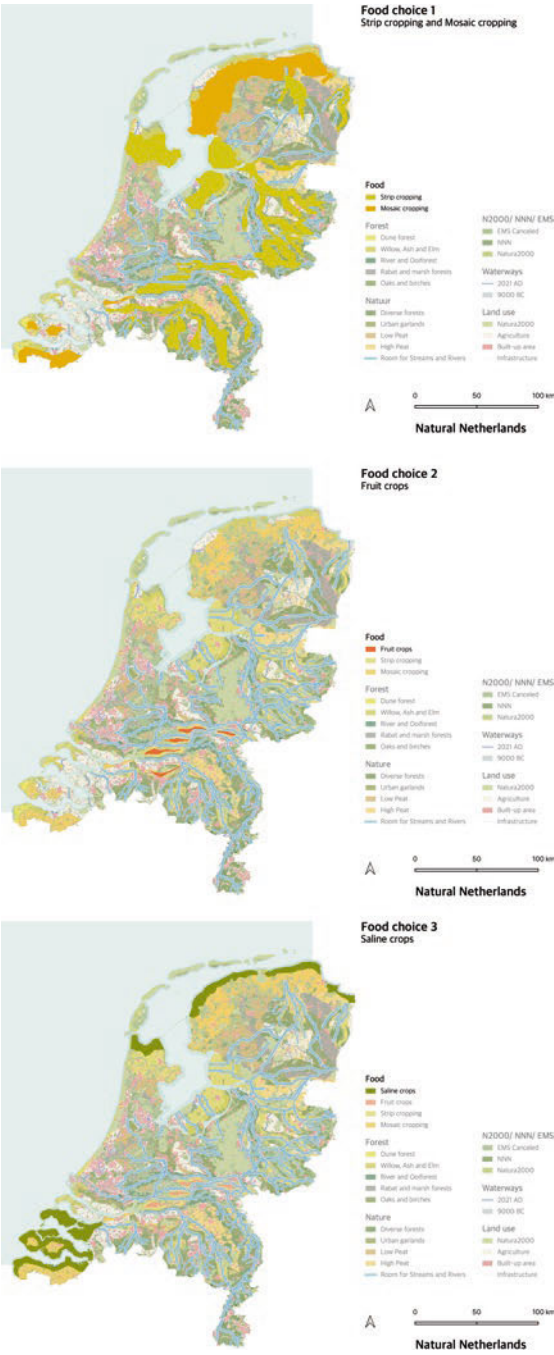 Food choice 1
Strip cropping and Mosaic cropping
Food
Strip cropping
Mosaic cropping
Forest
Dune forest
Willow, Ash and Elm
River and Ooiforest
Rabat and marsh forests
Oaks and birches
Natuur
Diverse forests
Urban garlands
Low Peat
High Peat
Room for Streams and Rivers
N2000/ NNN/ EMS
EMS Canceled
NNN
Natura2000
Waterways
2021 AD
9000 BC
Land use
Natura2000
Agriculture
Built-up area
Infrastructure
0 50 100 km
Natural Netherlands
Food choice 2
Fruit crops
Food
Fruit crops
Strip cropping
Mosaic cropping
Forest
Dune forest
Willow, Ash and Elm
River and Ooiforest
Rabat and marsh forests
Oaks and birches
Nature
Diverse forests
Urban garlands
Low Peat
High Peat
Room for Streams and Rivers
N2000/ NNN/ EMS
EMS Canceled
NNN
Natura2000
Waterways
2021 AD
9000 BC
Land use
Natura2000
Agriculture
Built-up area
Infrastructure
0 50 100 km
Natural Netherlands
Food choice 3
Saline crops
Food
Saline crops
Fruit crops
Strip cropping
Mosaic cropping
Forest
Dune forest
Willow, Ash and Elm
River and Ooiforest
Rabat and marsh forests
Oaks and birches
Nature
Diverse forests
Urban garlands
Low Peat
High Peat
Room for Streams and Rivers
N2000/ NNN/ EMS
EMS Canceled
NNN
Natura2000
Waterways
2021 AD
9000 BC
Land use
Natura2000
Agriculture
Built-up area
Infrastructure
0 50 100 km
Natural Netherlands